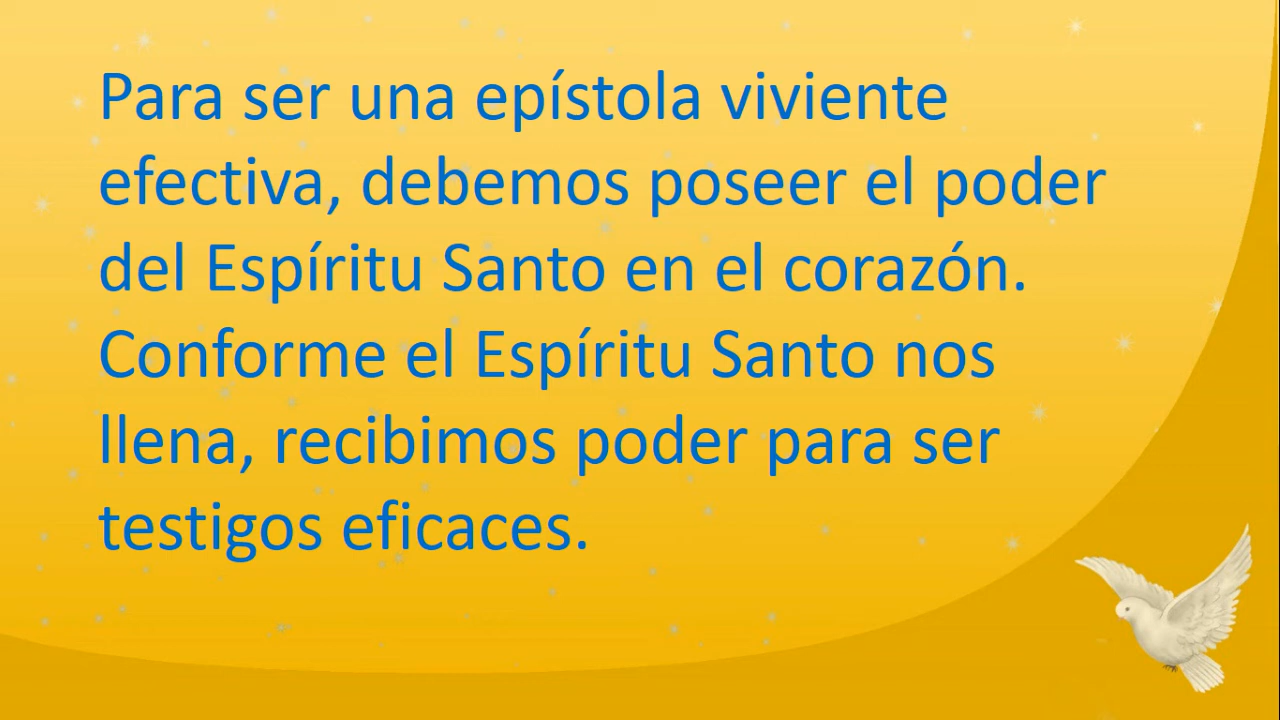 Para ser una epístola viviente
efectiva, debemos poseer el poder
del Espíritu Santo en el corazón.
Conforme el Espíritu Santo nos
llena, recibimos poder para ser
testigos eficaces.